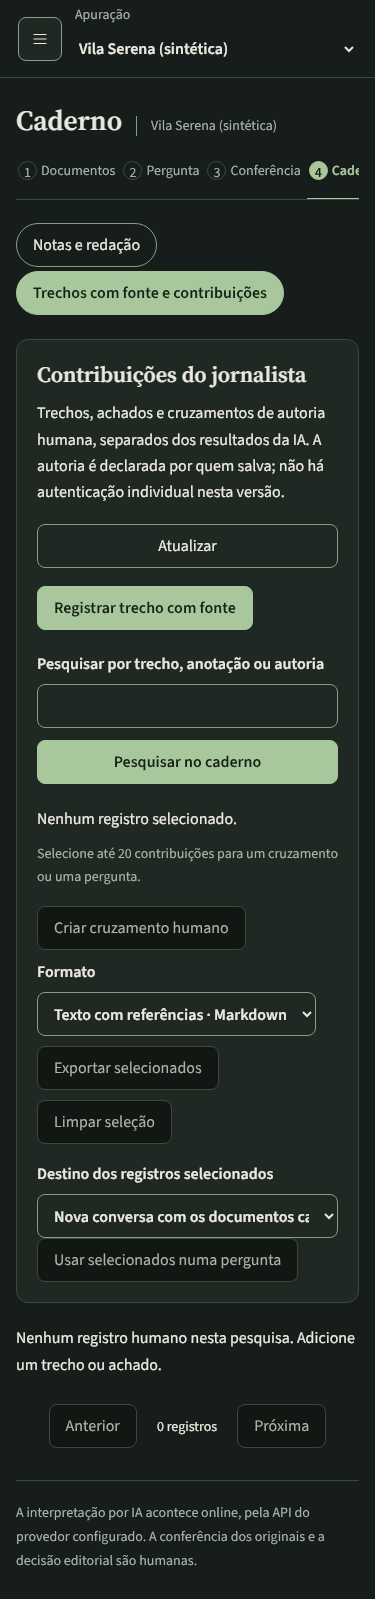 Apuração
Vila Serena (sintética)
Caderno
Vila Serena (sintética)
1 Documentos 2 Pergunta 3 Conferência 4 Cade
Notas e redação
Trechos com fonte e contribuições
Contribuições do jornalista
Trechos, achados e cruzamentos de autoria
humana, separados dos resultados da IA. A
autoria é declarada por quem salva; não há
autenticação individual nesta versão.
Atualizar
Registrar trecho com fonte
Pesquisar por trecho, anotação ou autoria
Pesquisar no caderno
Nenhum registro selecionado.
Selecione até 20 contribuições para um cruzamento
ou uma pergunta.
Criar cruzamento humano
Formato
Texto com referências · Markdown
Exportar selecionados
Limpar seleção
Destino dos registros selecionados
Nova conversa com os documentos ca
Usar selecionados numa pergunta
Nenhum registro humano nesta pesquisa. Adicione
um trecho ou achado.
Anterior
0 registros
Próxima
A interpretação por IA acontece online, pela API do
provedor configurado. A conferência dos originais e a
decisão editorial são humanas.